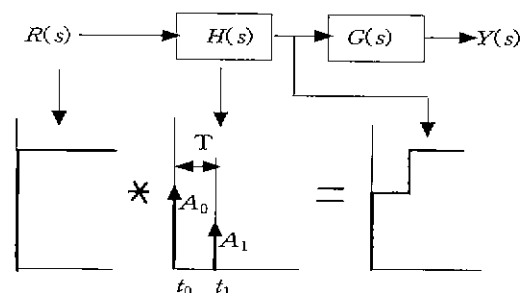 R(s) H(s) G(s) Y(s)
T
* A₀ =
A₁
t₀ t₁